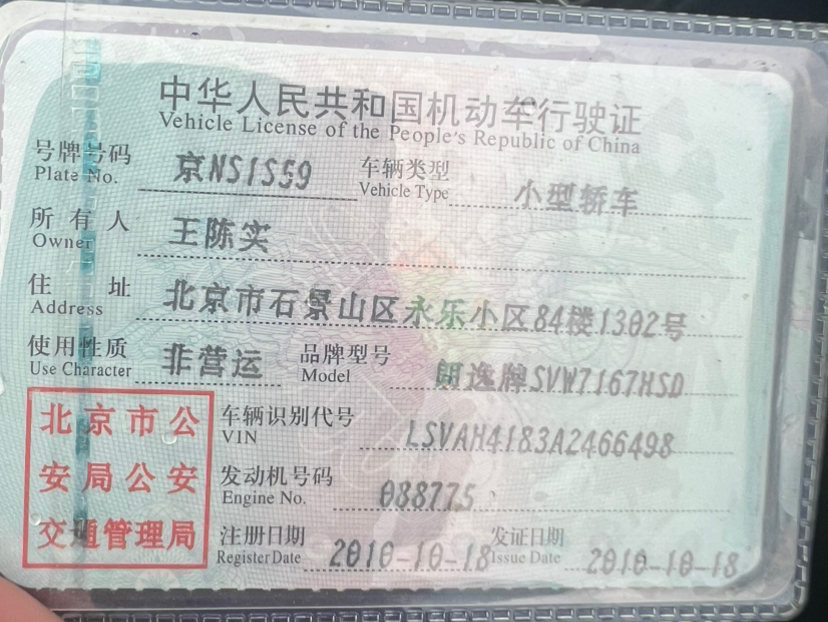 中华人民共和国机动车行驶证
Vehicle License of the People's Republic of China
号牌号码 京NS1S59 车辆类型 小型轿车
Plate No. Vehicle Type
所有人 王陈实
Owner
住址 北京市石景山区永乐小区84楼1302号
Address
使用性质 非营运 品牌型号 朗逸牌SVW7167HSD
Use Character Model
北京市公安局公安交通管理局
车辆识别代号 LSVAH4183A2466498
VIN
发动机号码 088775
Engine No.
注册日期 2010-10-18 发证日期 2010-10-18
Register Date Issue Date